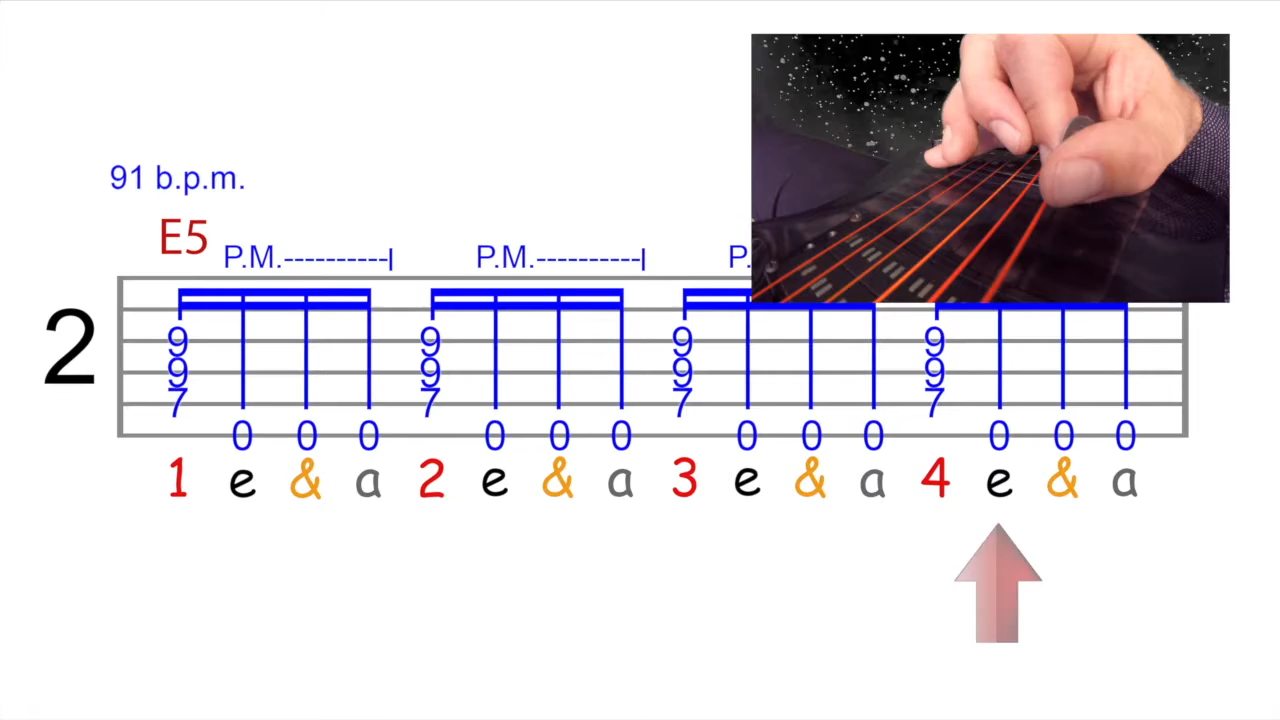 91 b.p.m.
E5
P.M.----------| P.M.----------| P.
2
9 9 9 9
9 9 9 9
7 7 7 7
0 0 0 0 0 0 0 0 0 0 0 0
1 e & a 2 e & a 3 e & a 4 e & a